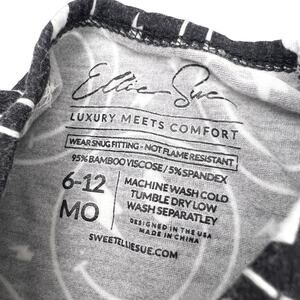 Ellie Sue
LUXURY MEETS COMFORT
WEAR SNUG FITTING - NOT FLAME RESISTANT
95% BAMBOO VISCOSE / 5% SPANDEX
6-12
MO
MACHINE WASH COLD
TUMBLE DRY LOW
WASH SEPARATLEY
DESIGNED IN THE USA
MADE IN CHINA
SWEETELLIESUE.COM